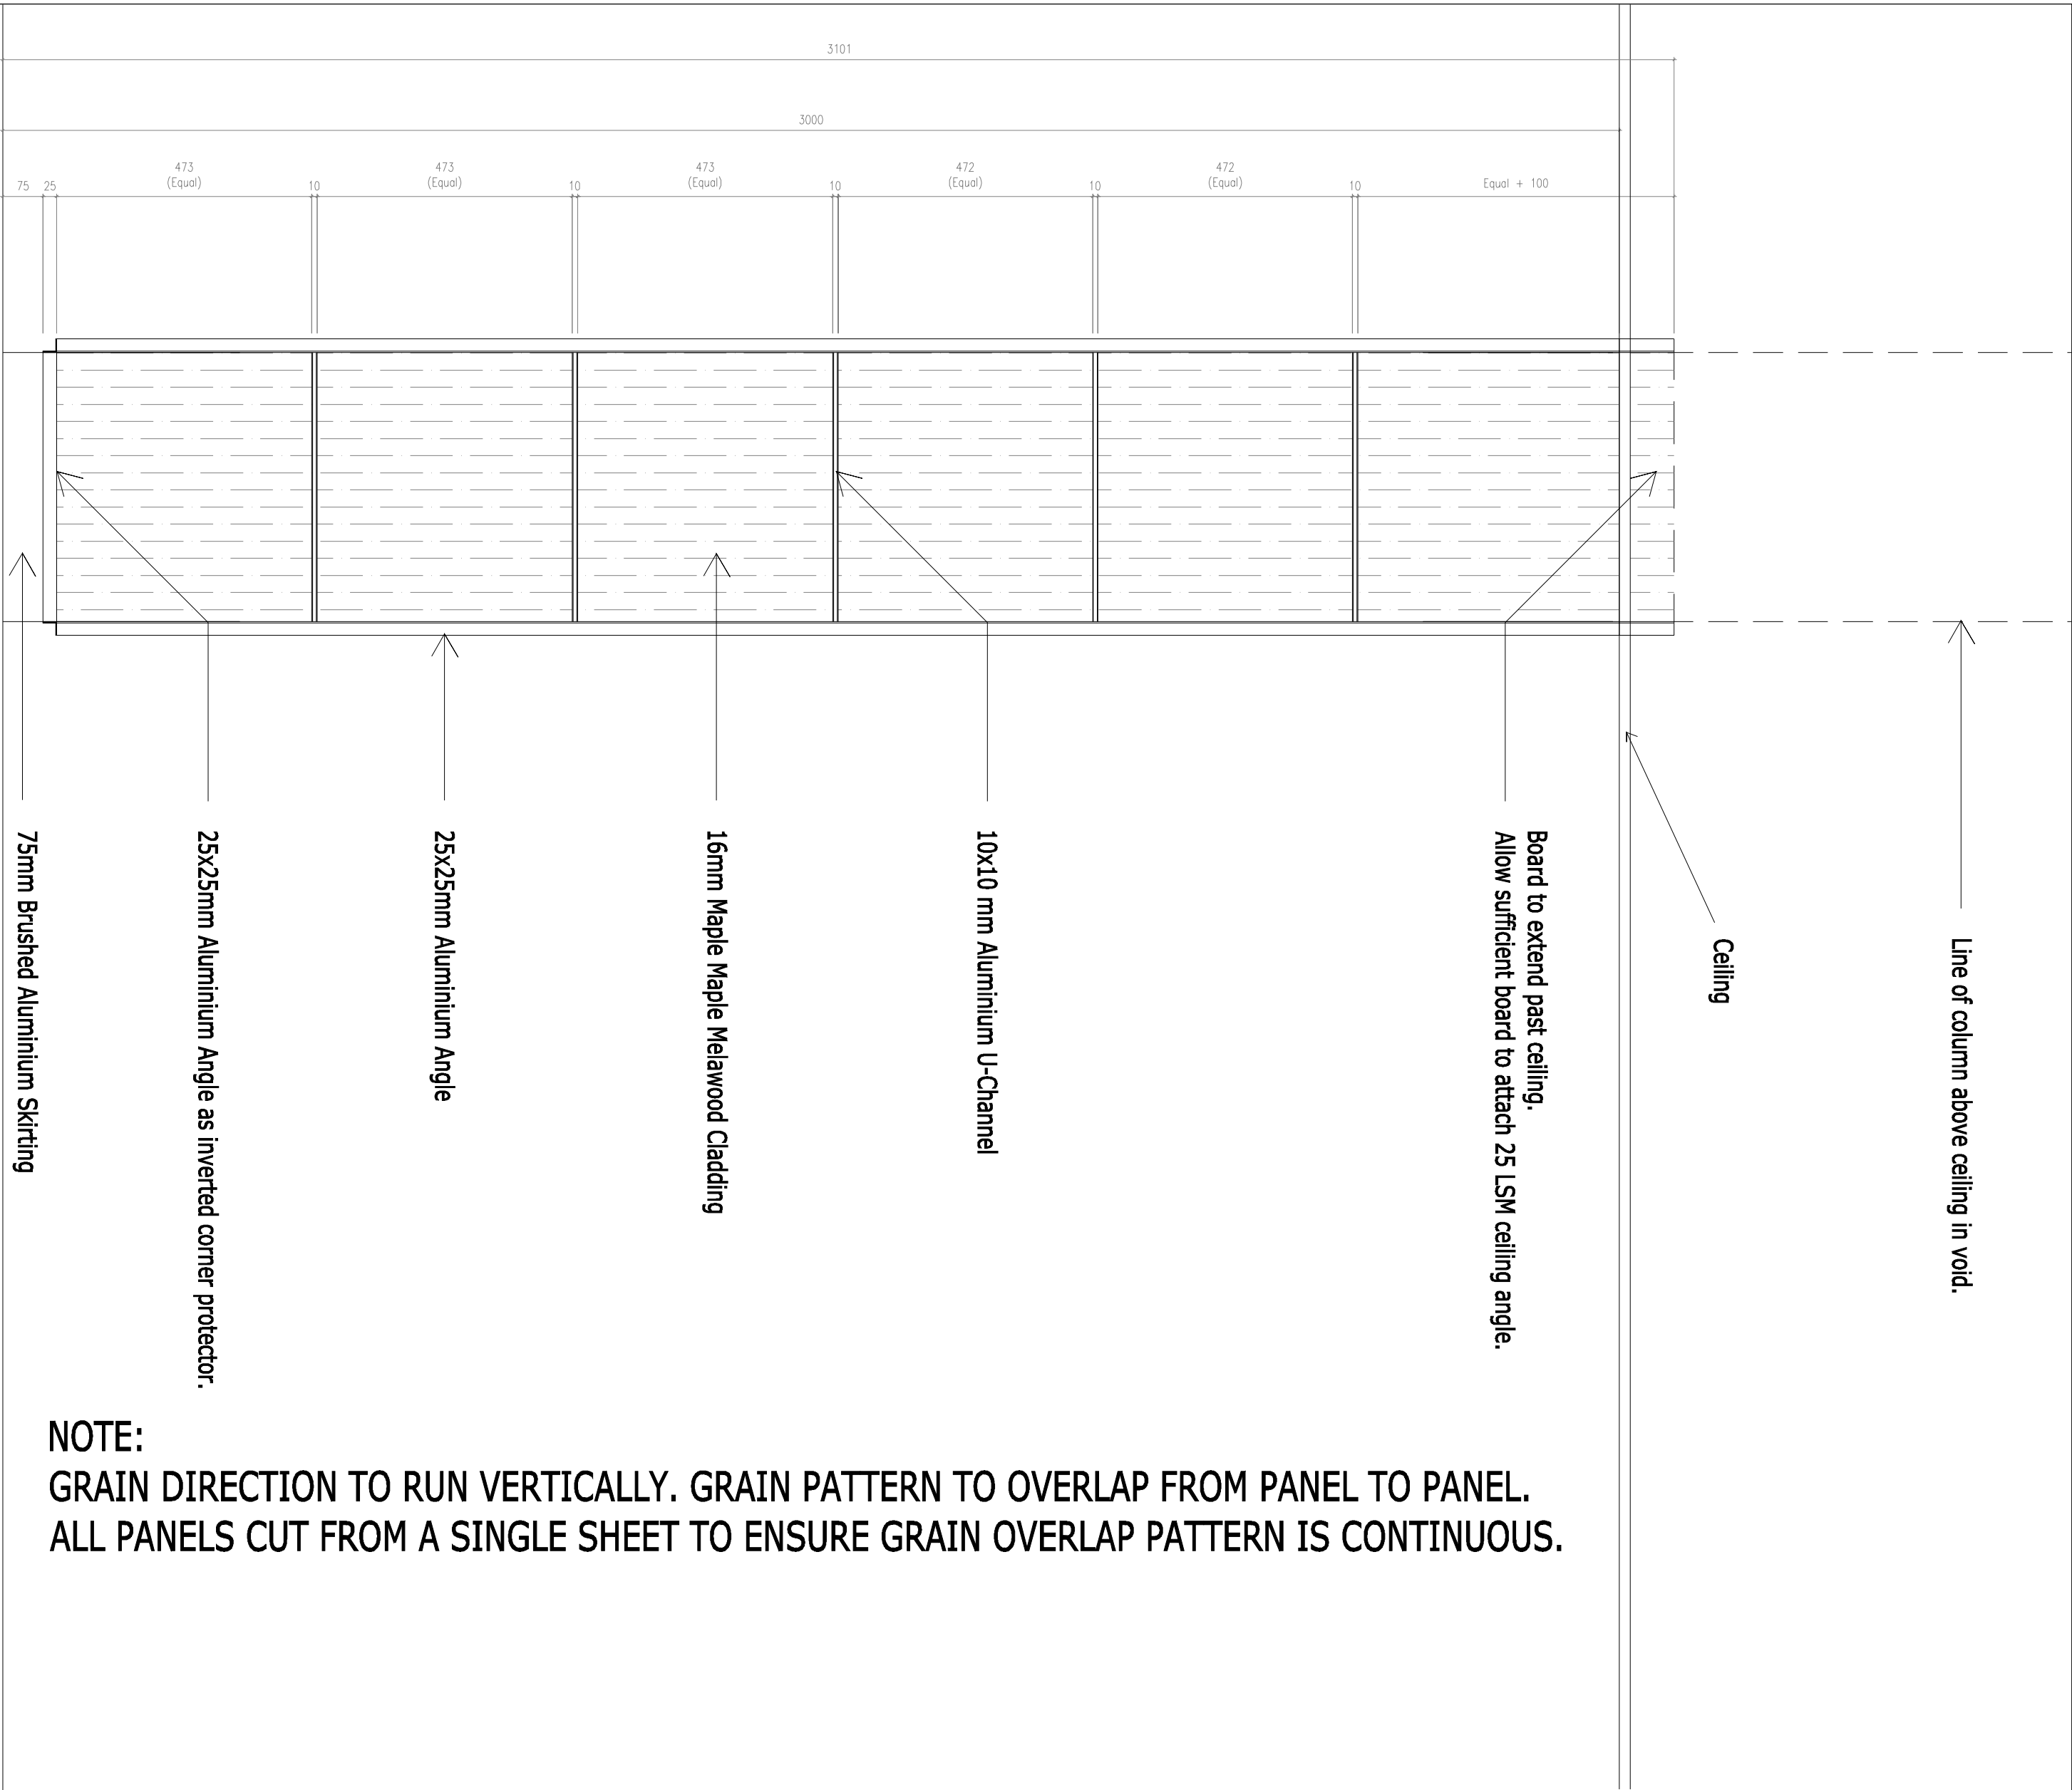 3101
3000
75
25
473
(Equal)
10
473
(Equal)
10
473
(Equal)
10
472
(Equal)
10
472
(Equal)
10
Equal + 100
75mm Brushed Aluminium Skirting
25x25mm Aluminium Angle as inverted corner protector.
25x25mm Aluminium Angle
16mm Maple Maple Melawood Cladding
10x10 mm Aluminium U-Channel
Board to extend past ceiling.
Allow sufficient board to attach 25 LSM ceiling angle.
Ceiling
Line of column above ceiling in void.
NOTE:
GRAIN DIRECTION TO RUN VERTICALLY. GRAIN PATTERN TO OVERLAP FROM PANEL TO PANEL.
ALL PANELS CUT FROM A SINGLE SHEET TO ENSURE GRAIN OVERLAP PATTERN IS CONTINUOUS.